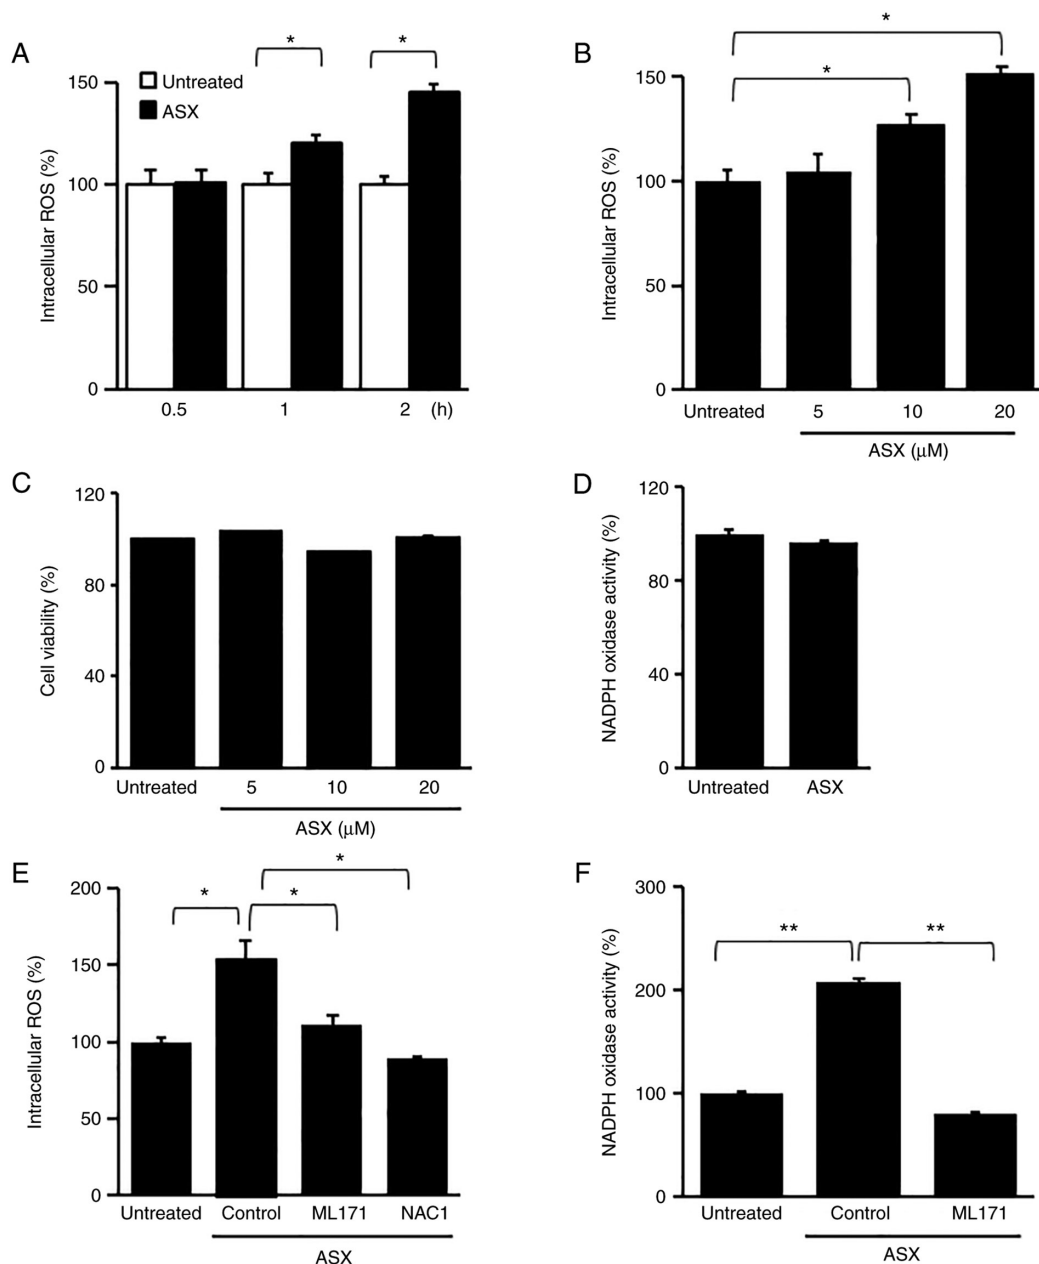 A
Intracellular ROS (%)
150
100
50
0
Untreated
ASX
*
*
0.5 1 2 (h)
B
Intracellular ROS (%)
150
100
50
0
*
*
Untreated 5 10 20
ASX (μM)
C
Cell viability (%)
120
80
40
0
Untreated 5 10 20
ASX (μM)
D
NADPH oxidase activity (%)
120
80
40
0
Untreated ASX
E
Intracellular ROS (%)
200
150
100
50
0
*
*
*
Untreated Control ML171 NAC1
ASX
F
NADPH oxidase activity (%)
300
200
100
0
**
**
Untreated Control ML171
ASX